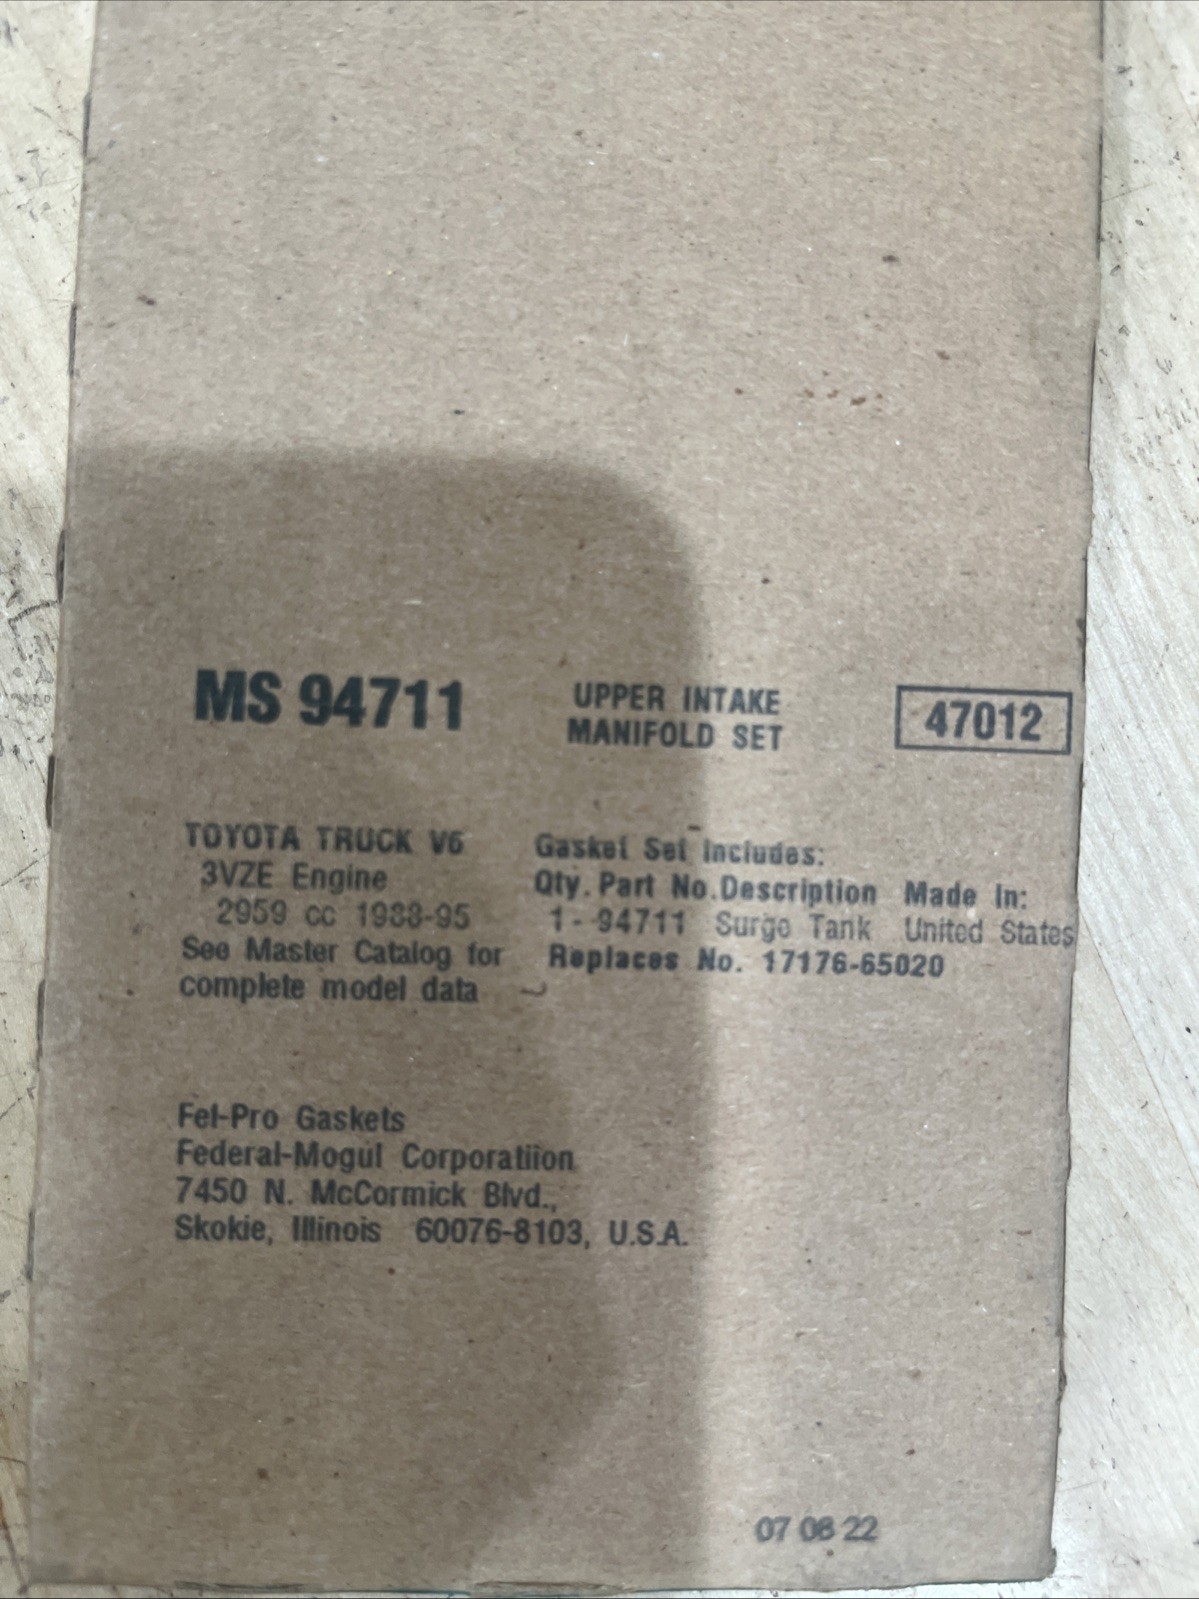 MS 94711
UPPER INTAKE
MANIFOLD SET
47012
TOYOTA TRUCK V6
3VZE Engine
2959 cc 1988-95
See Master Catalog for
complete model data
Gasket Set Includes:
Qty. Part No. Description Made In:
1 - 94711 Surge Tank United States
Replaces No. 17176-65020
Fel-Pro Gaskets
Federal-Mogul Corporatiion
7450 N. McCormick Blvd.,
Skokie, Illinois 60076-8103, U.S.A.
07 08 22